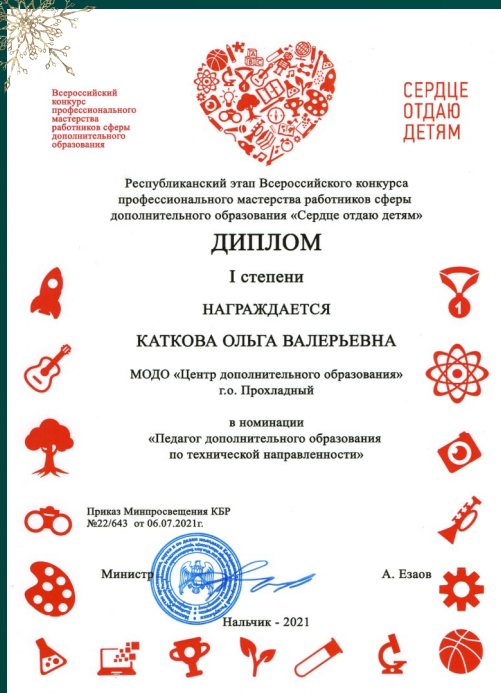 Всероссийский
конкурс
профессионального
мастерства
работников сферы
дополнительного
образования
СЕРДЦЕ
ОТДАЮ
ДЕТЯМ
Республиканский этап Всероссийского конкурса
профессионального мастерства работников сферы
дополнительного образования «Сердце отдаю детям»
ДИПЛОМ
I степени
НАГРАЖДАЕТСЯ
КАТКОВА ОЛЬГА ВАЛЕРЬЕВНА
МОДО «Центр дополнительного образования»
г.о. Прохладный
в номинации
«Педагог дополнительного образования
по технической направленности»
Приказ Минпросвещения КБР
№22/643 от 06.07.2021г.
Министр
А. Езаов
Нальчик - 2021
1